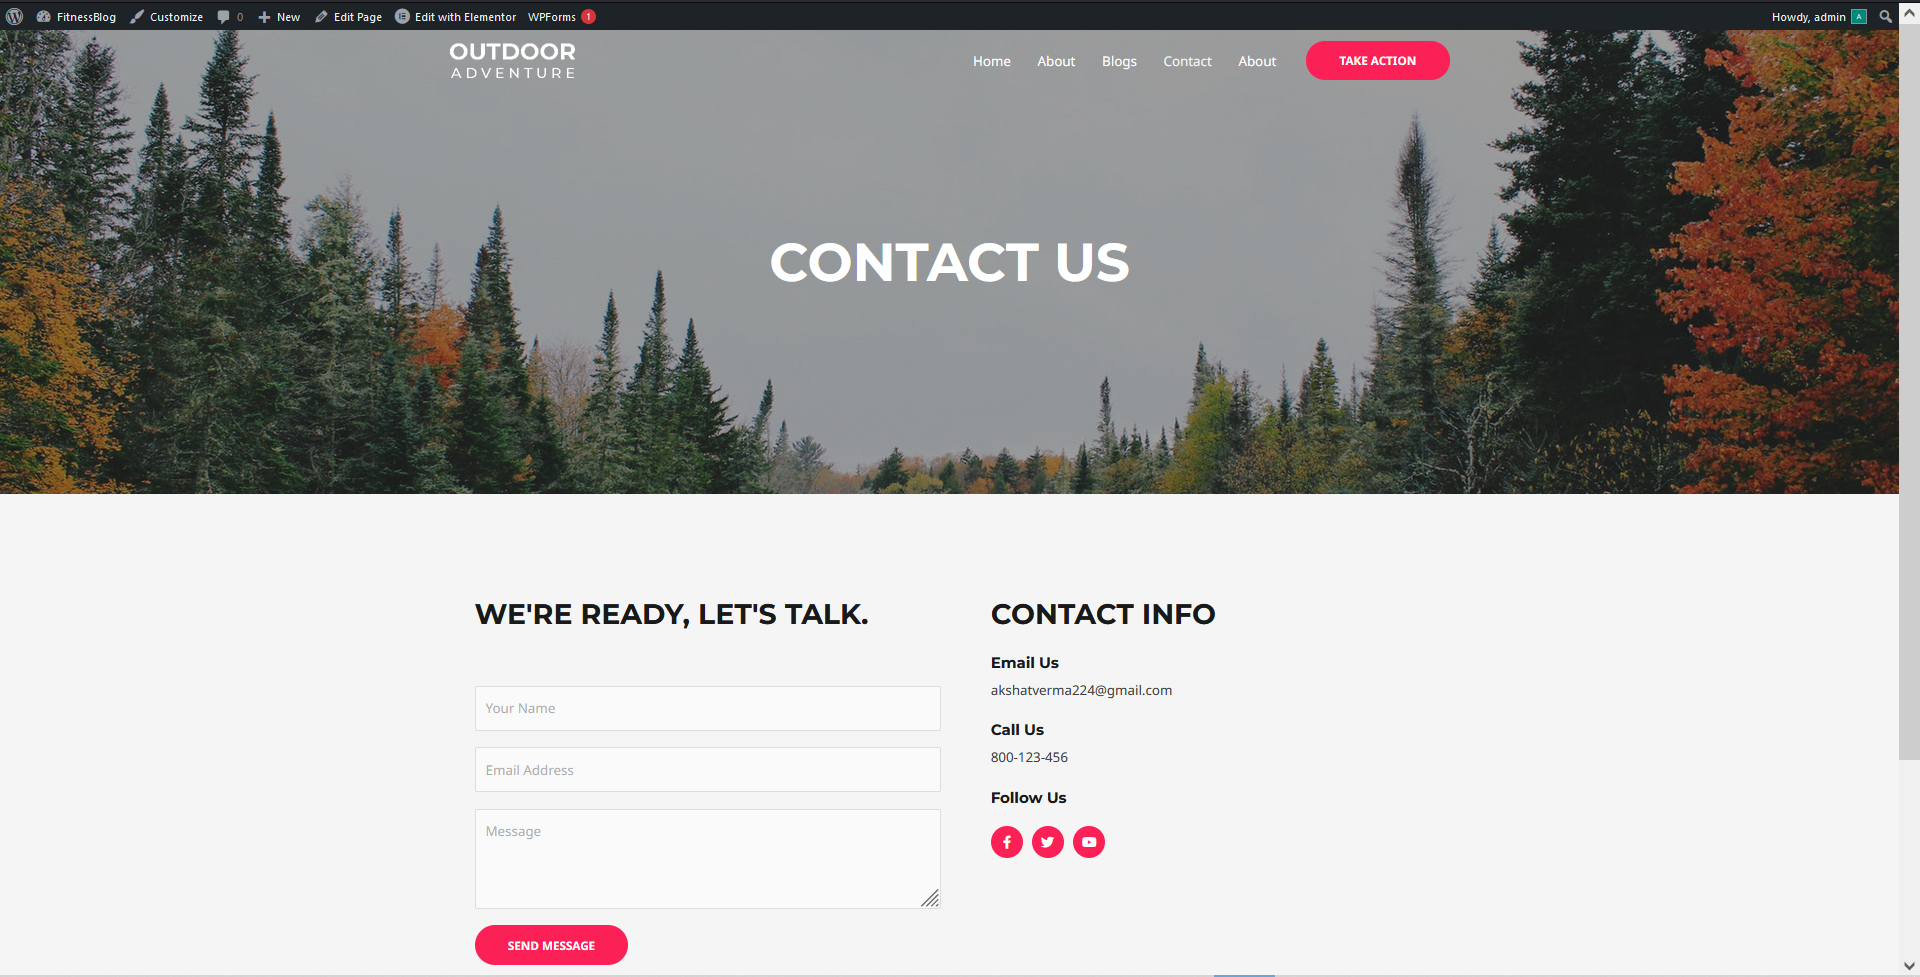 FitnessBlog Customize 0 New Edit Page Edit with Elementor WPForms 1 Howdy, admin A
OUTDOOR
ADVENTURE
Home About Blogs Contact About TAKE ACTION
CONTACT US
WE'RE READY, LET'S TALK.
Your Name
Email Address
Message
SEND MESSAGE
CONTACT INFO
Email Us
akshatverma224@gmail.com
Call Us
800-123-456
Follow Us